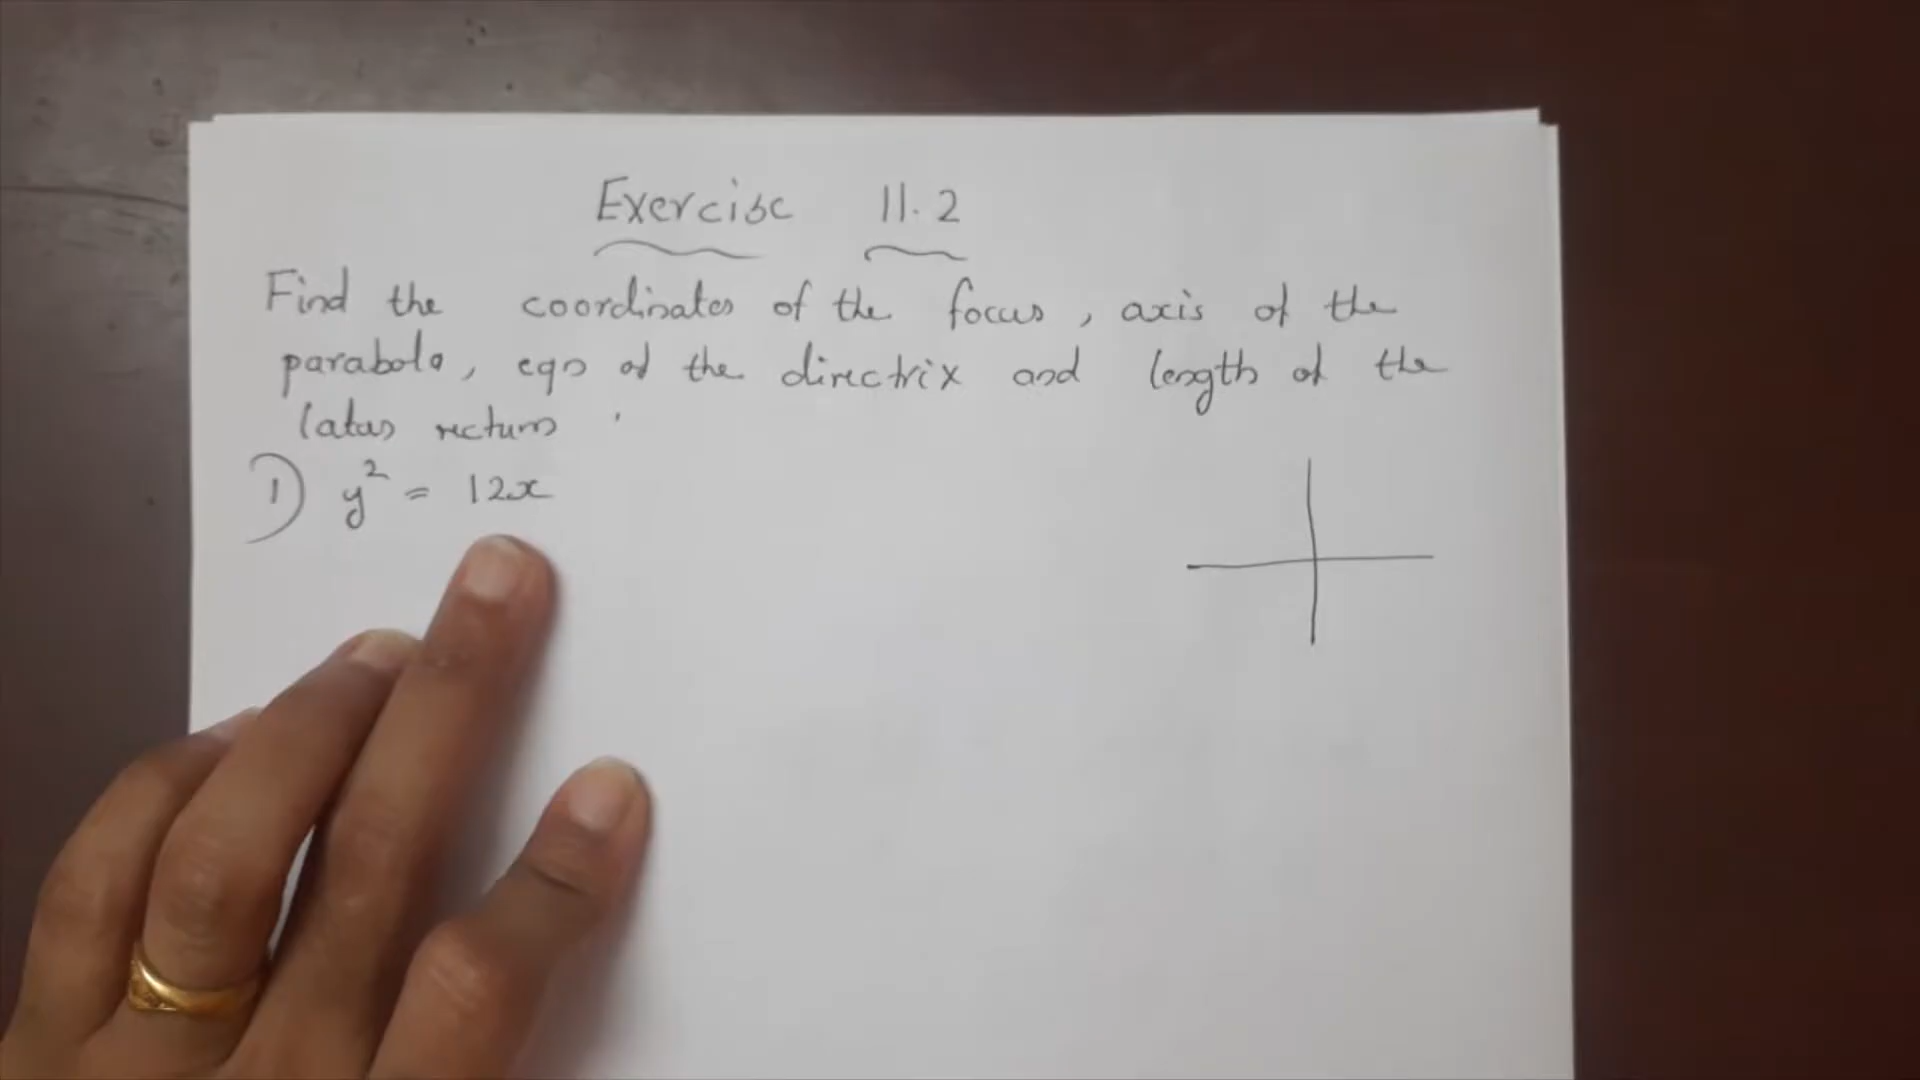 Exercise 11.2
Find the coordinates of the focus, axis of the
parabola, eqn of the directrix and length of the
latus rectum.
1) y² = 12x